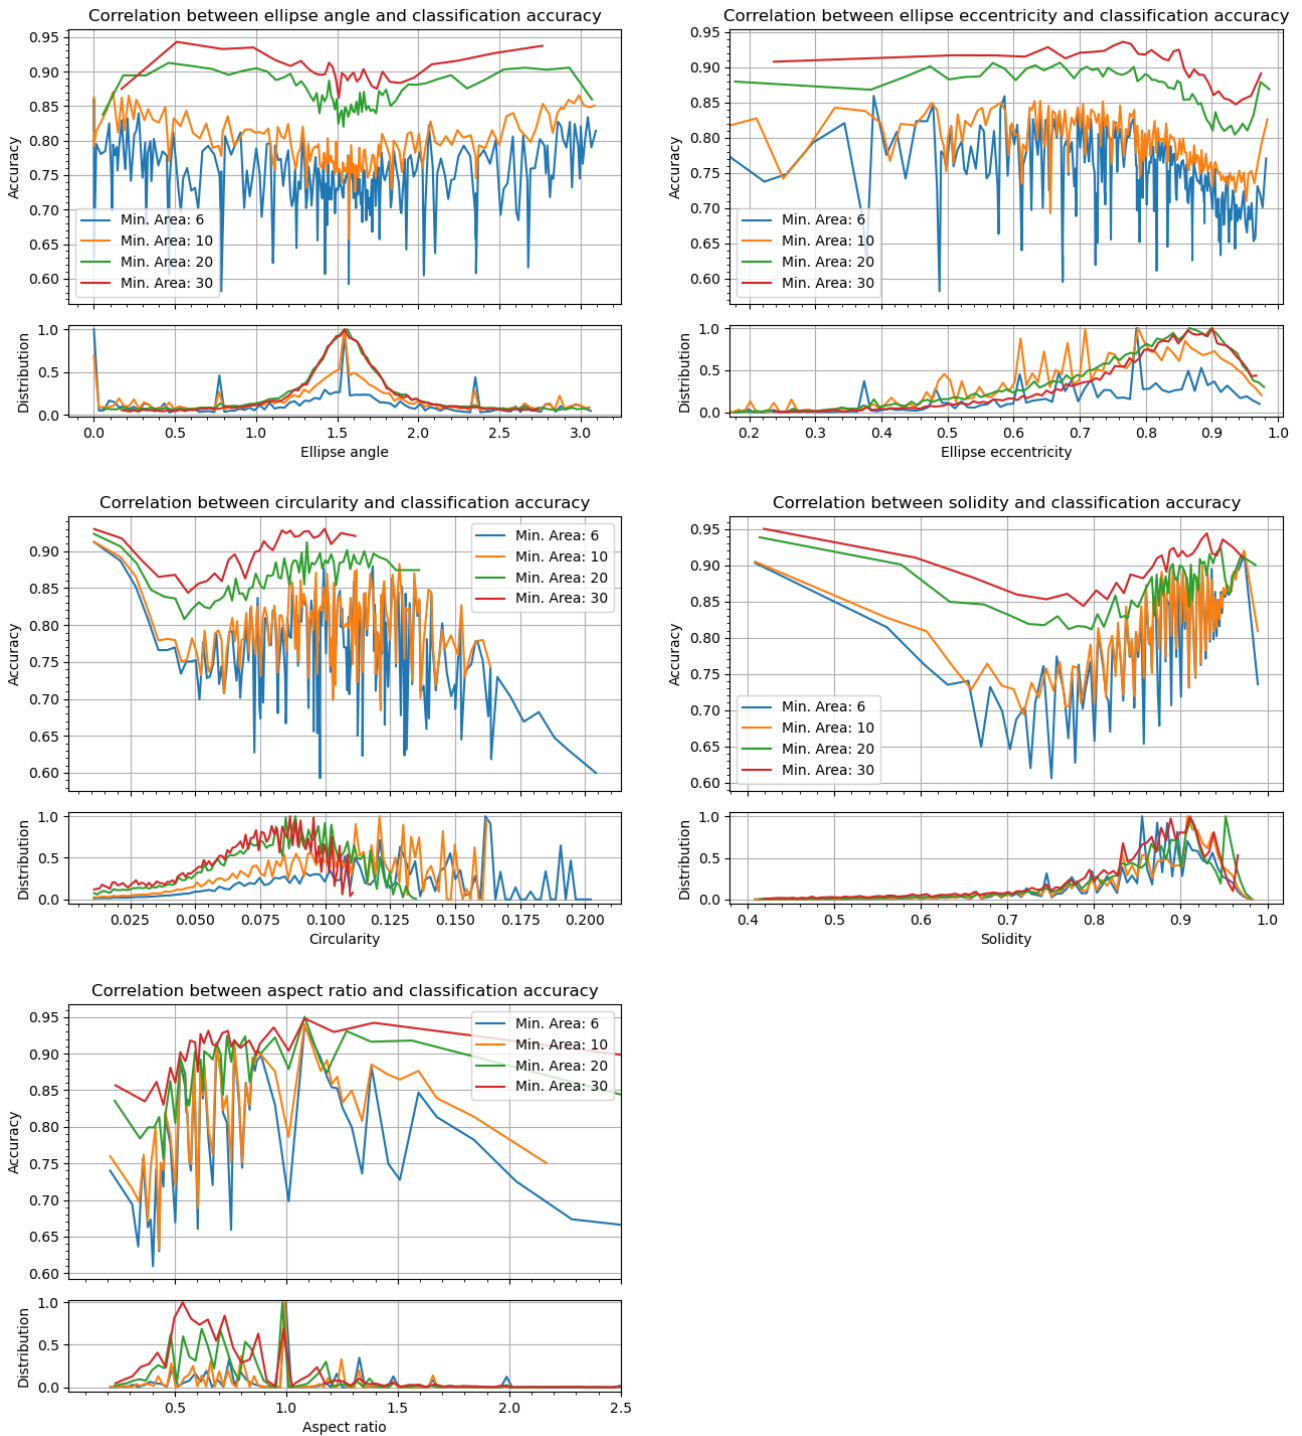 Correlation between ellipse angle and classification accuracy
0.95
0.90
0.85
0.80
0.75
0.70
0.65
0.60
Accuracy
Min. Area: 6
Min. Area: 10
Min. Area: 20
Min. Area: 30
1.0
0.5
0.0
Distribution
0.0 0.5 1.0 1.5 2.0 2.5 3.0
Ellipse angle
Correlation between ellipse eccentricity and classification accuracy
0.95
0.90
0.85
0.80
0.75
0.70
0.65
0.60
Accuracy
Min. Area: 6
Min. Area: 10
Min. Area: 20
Min. Area: 30
1.0
0.5
0.0
Distribution
0.2 0.3 0.4 0.5 0.6 0.7 0.8 0.9 1.0
Ellipse eccentricity
Correlation between circularity and classification accuracy
0.90
0.85
0.80
0.75
0.70
0.65
0.60
Accuracy
Min. Area: 6
Min. Area: 10
Min. Area: 20
Min. Area: 30
1.0
0.5
0.0
Distribution
0.025 0.050 0.075 0.100 0.125 0.150 0.175 0.200
Circularity
Correlation between solidity and classification accuracy
0.95
0.90
0.85
0.80
0.75
0.70
0.65
0.60
Accuracy
Min. Area: 6
Min. Area: 10
Min. Area: 20
Min. Area: 30
1.0
0.5
0.0
Distribution
0.4 0.5 0.6 0.7 0.8 0.9 1.0
Solidity
Correlation between aspect ratio and classification accuracy
0.95
0.90
0.85
0.80
0.75
0.70
0.65
0.60
Accuracy
Min. Area: 6
Min. Area: 10
Min. Area: 20
Min. Area: 30
1.0
0.5
0.0
Distribution
0.5 1.0 1.5 2.0 2.5
Aspect ratio